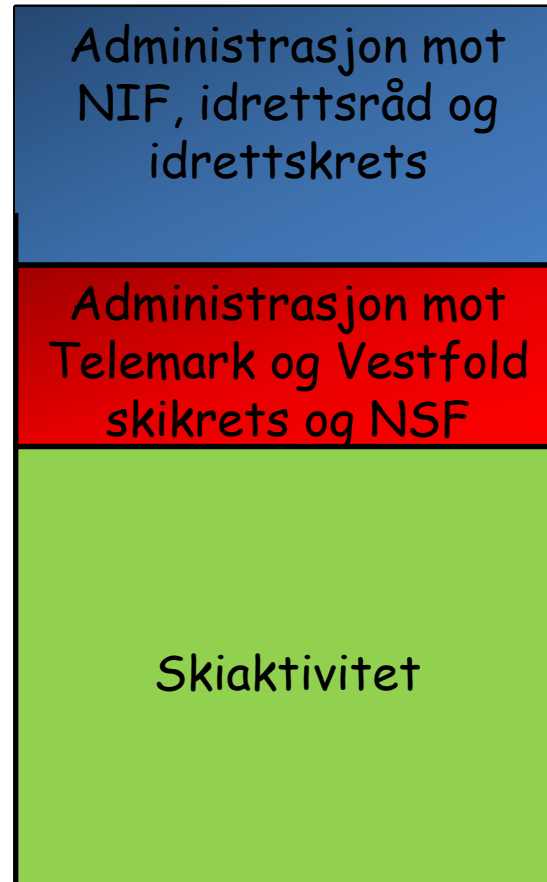 Administrasjon mot
NIF, idrettsråd og
idrettskrets
Administrasjon mot
Telemark og Vestfold
skikrets og NSF
Skiaktivitet